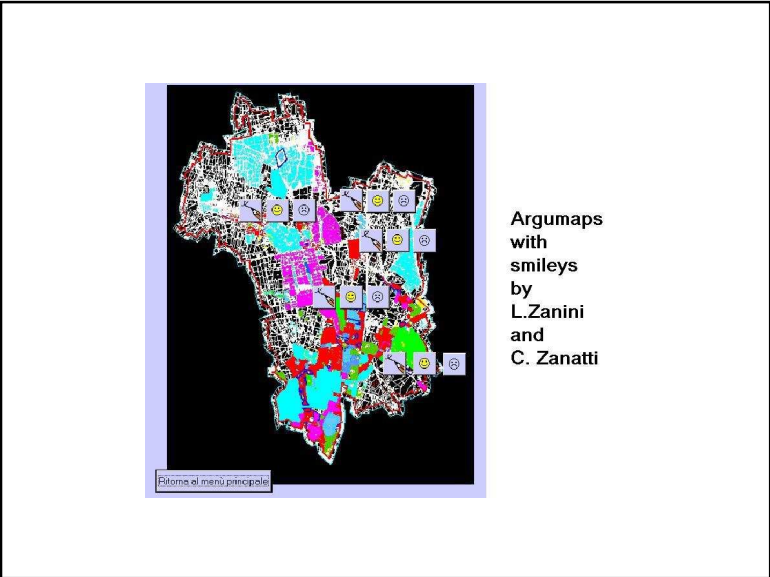 Argumaps
with
smileys
by
L.Zanini
and
C. Zanatti
Ritorna al menù principale